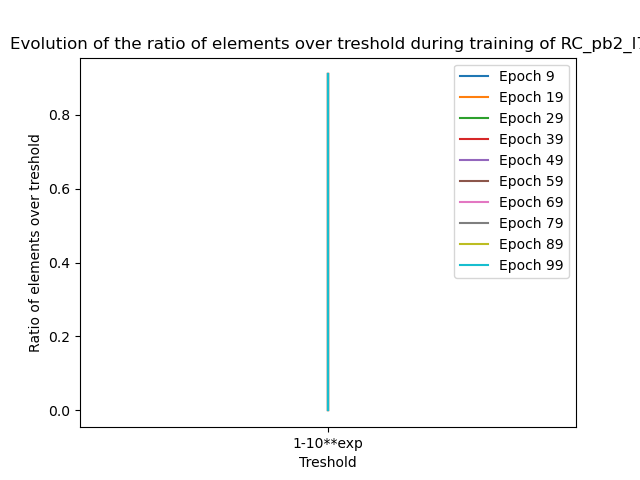 Evolution of the ratio of elements over treshold during training of RC_pb2_l
Epoch 9
Epoch 19
Epoch 29
Epoch 39
Epoch 49
Epoch 59
Epoch 69
Epoch 79
Epoch 89
Epoch 99
Ratio of elements over treshold
0.8
0.6
0.4
0.2
0.0
1-10**exp
Treshold